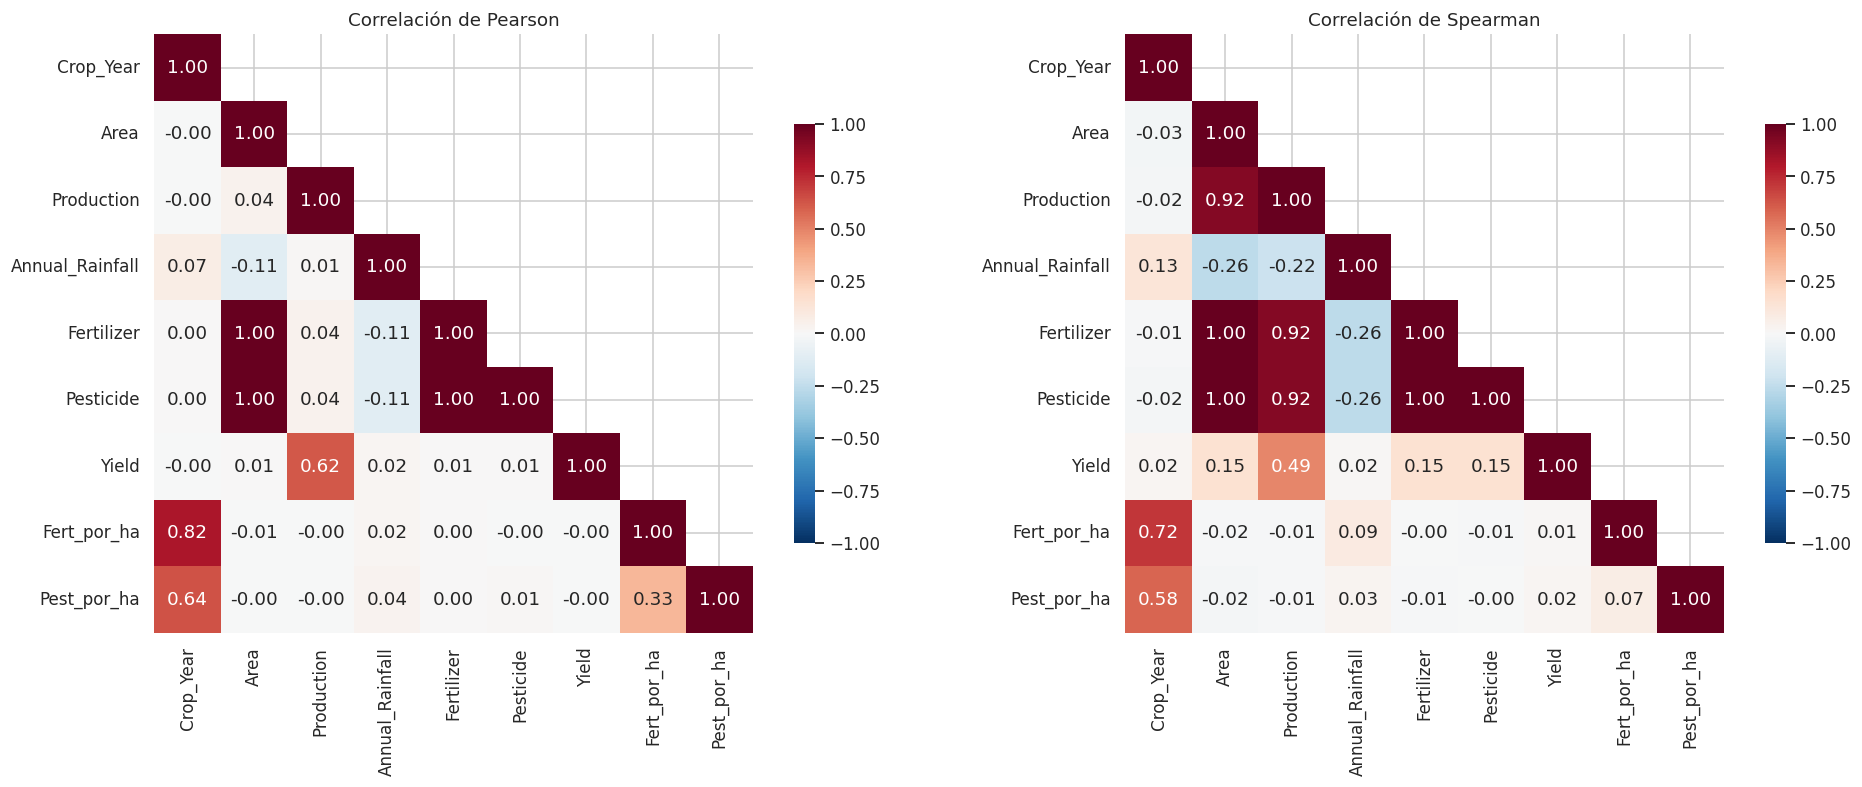 Correlación de Pearson
Crop_Year 1.00
Area -0.00 1.00
Production -0.00 0.04 1.00
Annual_Rainfall 0.07 -0.11 0.01 1.00
Fertilizer 0.00 1.00 0.04 -0.11 1.00
Pesticide 0.00 1.00 0.04 -0.11 1.00 1.00
Yield -0.00 0.01 0.62 0.02 0.01 0.01 1.00
Fert_por_ha 0.82 -0.01 -0.00 0.02 0.00 -0.00 -0.00 1.00
Pest_por_ha 0.64 -0.00 -0.00 0.04 0.00 0.01 -0.00 0.33 1.00
Crop_Year Area Production Annual_Rainfall Fertilizer Pesticide Yield Fert_por_ha Pest_por_ha
1.00
0.75
0.50
0.25
0.00
−0.25
−0.50
−0.75
−1.00
Correlación de Spearman
Crop_Year 1.00
Area -0.03 1.00
Production -0.02 0.92 1.00
Annual_Rainfall 0.13 -0.26 -0.22 1.00
Fertilizer -0.01 1.00 0.92 -0.26 1.00
Pesticide -0.02 1.00 0.92 -0.26 1.00 1.00
Yield 0.02 0.15 0.49 0.02 0.15 0.15 1.00
Fert_por_ha 0.72 -0.02 -0.01 0.09 -0.00 -0.01 0.01 1.00
Pest_por_ha 0.58 -0.02 -0.01 0.03 -0.01 -0.00 0.02 0.07 1.00
Crop_Year Area Production Annual_Rainfall Fertilizer Pesticide Yield Fert_por_ha Pest_por_ha
1.00
0.75
0.50
0.25
0.00
−0.25
−0.50
−0.75
−1.00